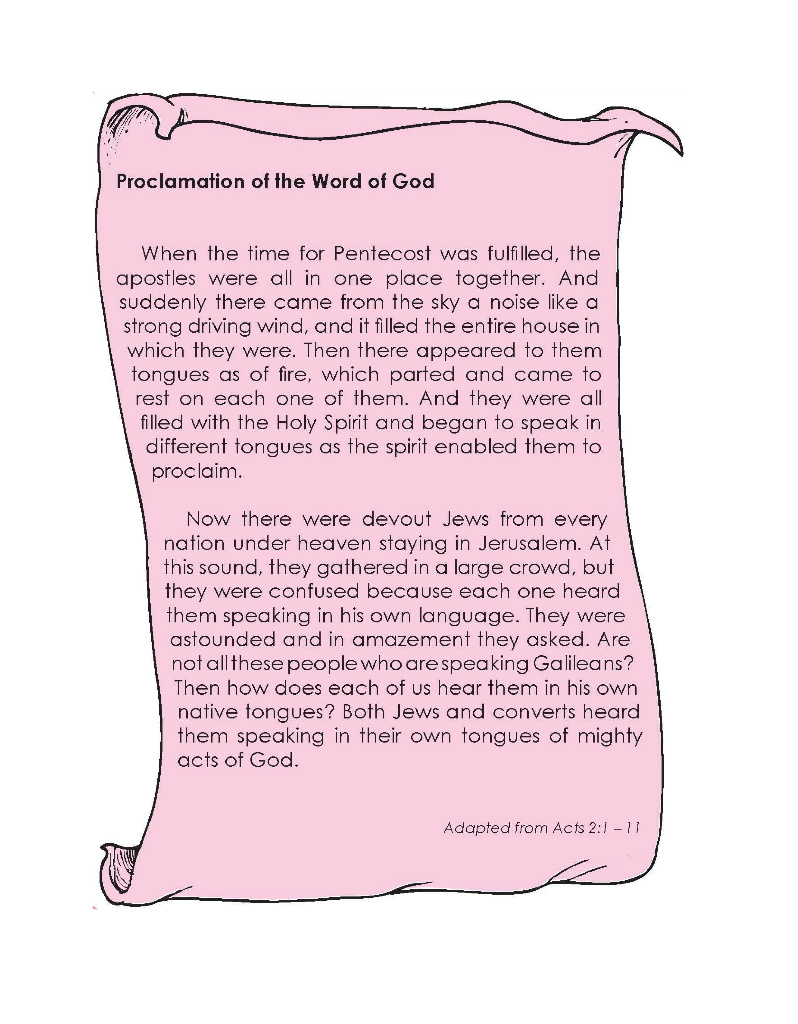 Proclamation of the Word of God
When the time for Pentecost was fulfilled, the
apostles were all in one place together. And
suddenly there came from the sky a noise like a
strong driving wind, and it filled the entire house in
which they were. Then there appeared to them
tongues as of fire, which parted and came to
rest on each one of them. And they were all
filled with the Holy Spirit and began to speak in
different tongues as the spirit enabled them to
proclaim.
Now there were devout Jews from every
nation under heaven staying in Jerusalem. At
this sound, they gathered in a large crowd, but
they were confused because each one heard
them speaking in his own language. They were
astounded and in amazement they asked. Are
not all these people who are speaking Galileans?
Then how does each of us hear them in his own
native tongues? Both Jews and converts heard
them speaking in their own tongues of mighty
acts of God.
Adapted from Acts 2:1 – 11